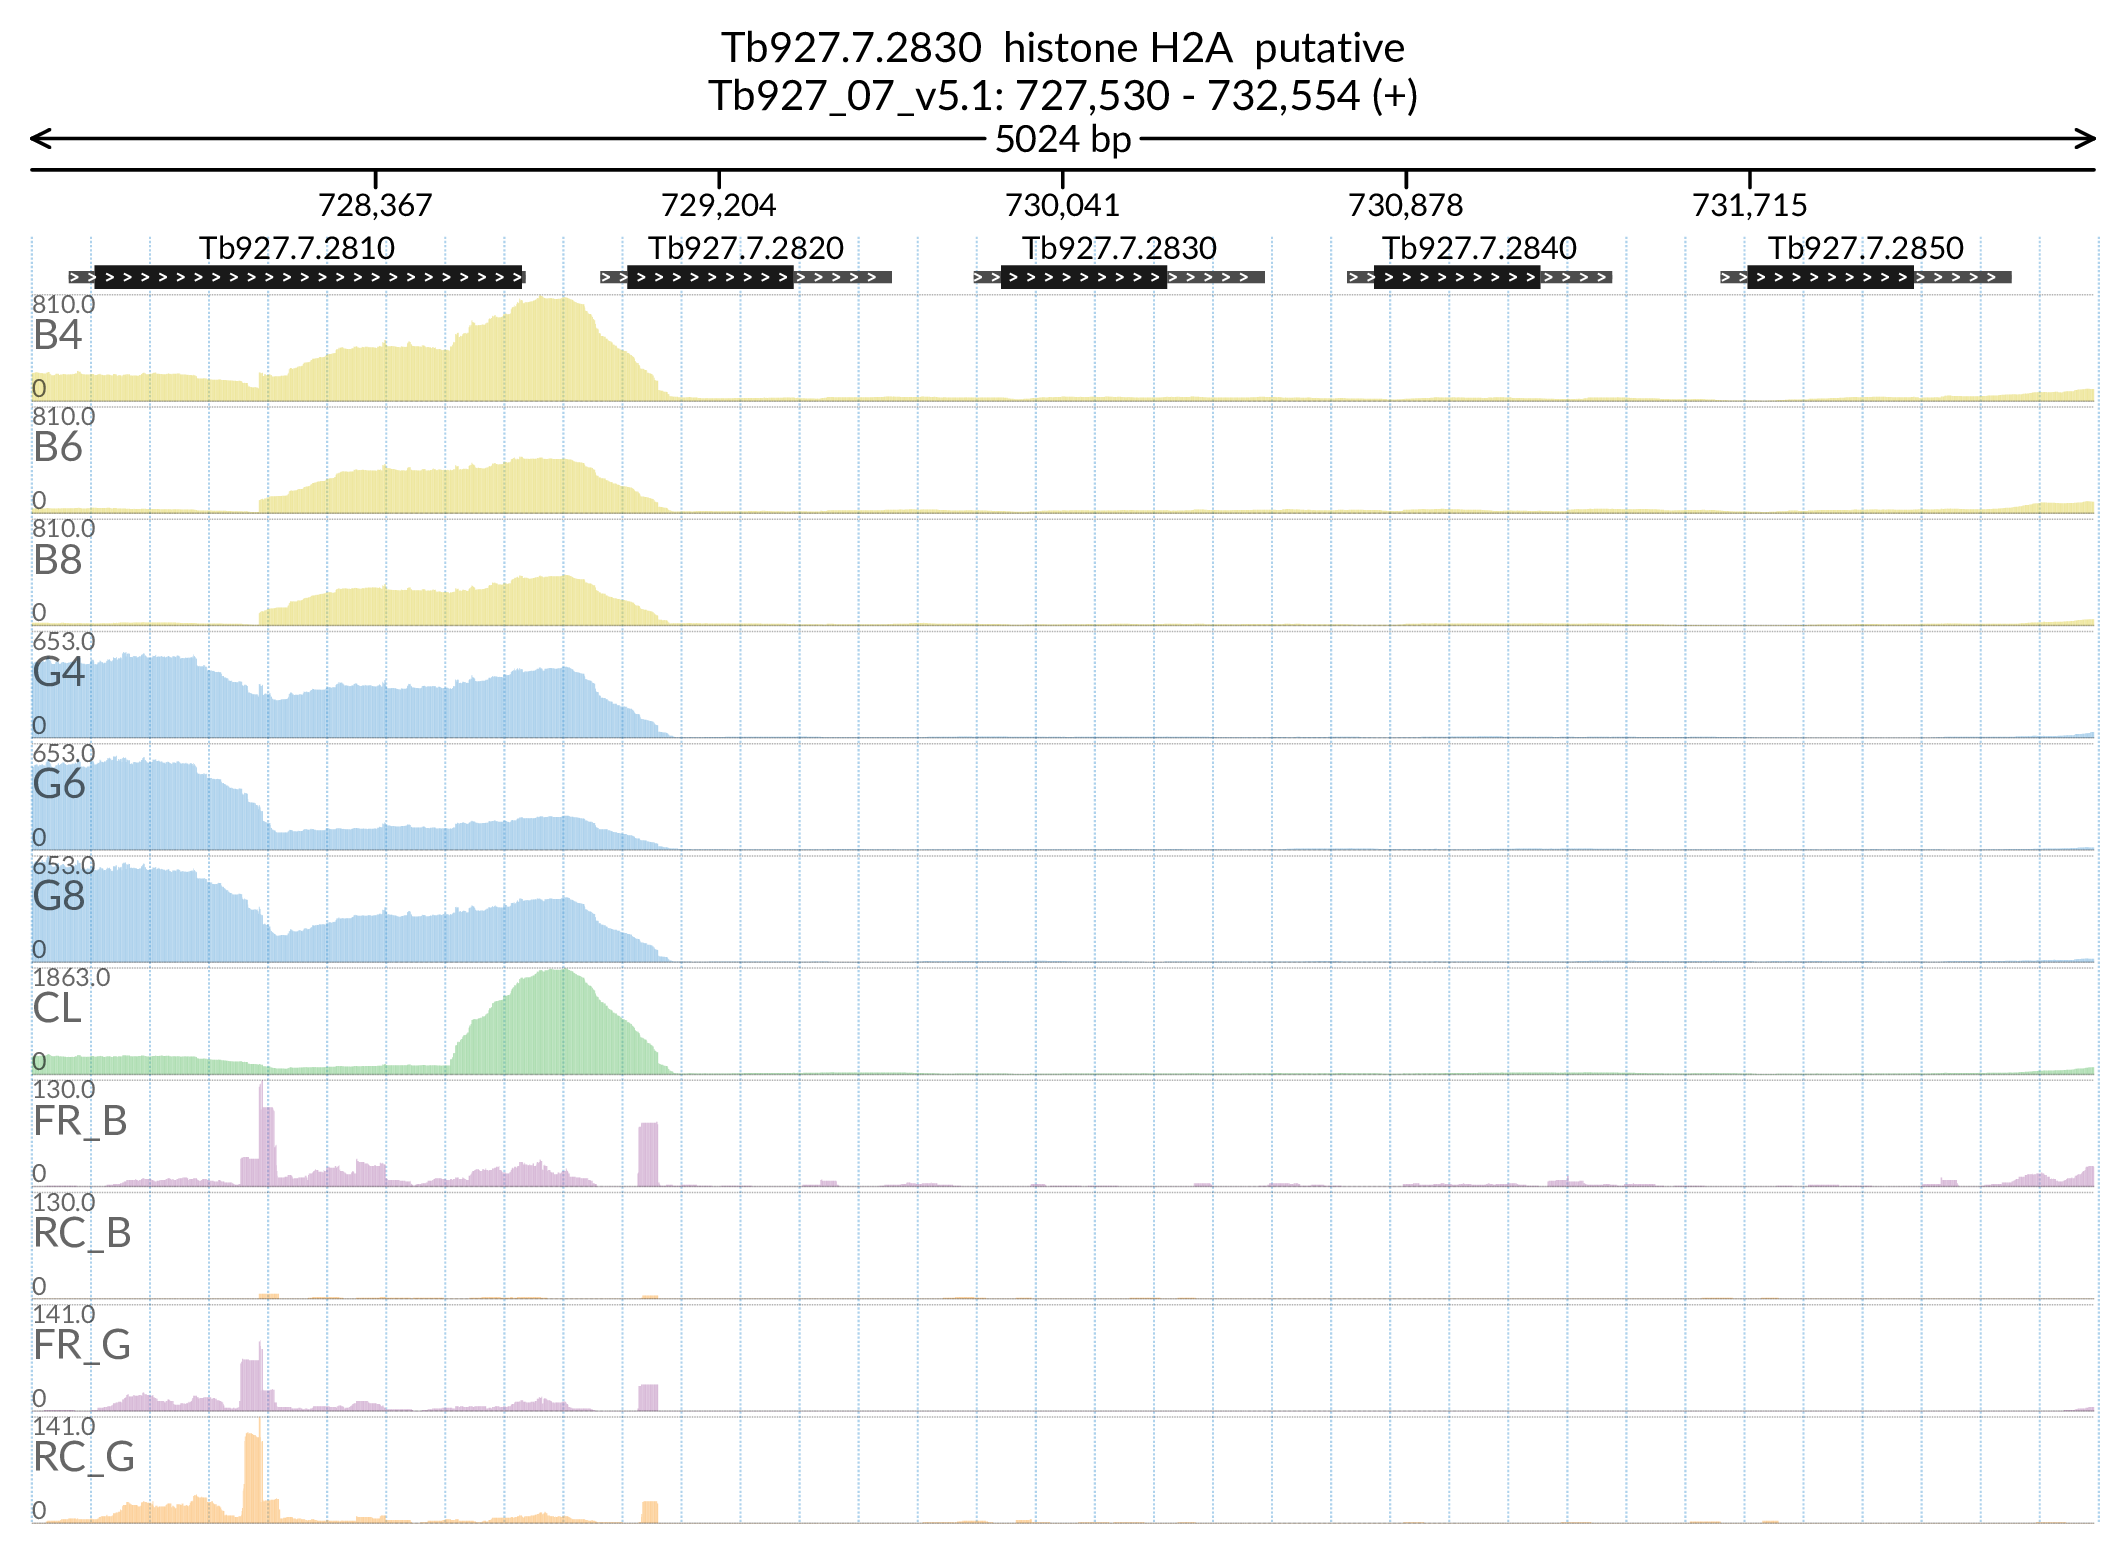 Tb927.7.2830 histone H2A putative
Tb927_07_v5.1: 727,530 - 732,554 (+)
5024 bp
728,367 729,204 730,041 730,878 731,715
Tb927.7.2810 Tb927.7.2820 Tb927.7.2830 Tb927.7.2840 Tb927.7.2850
810.0
B4
0
810.0
B6
0
810.0
B8
0
653.0
G4
0
653.0
G6
0
653.0
G8
0
1863.0
CL
0
130.0
FR_B
0
130.0
RC_B
0
141.0
FR_G
0
141.0
RC_G
0